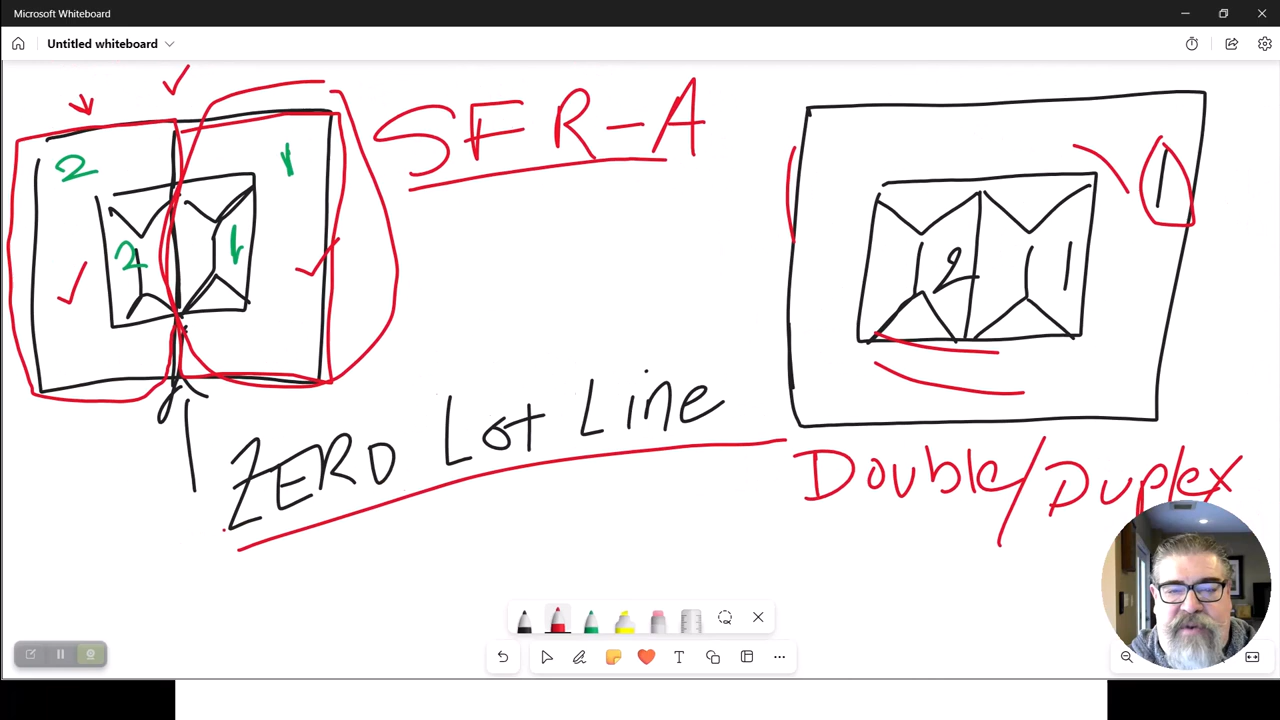 Microsoft Whiteboard
Untitled whiteboard
SFR-A
2
1
2
1
1
2
1
ZERO Lot Line
Double/Duplex